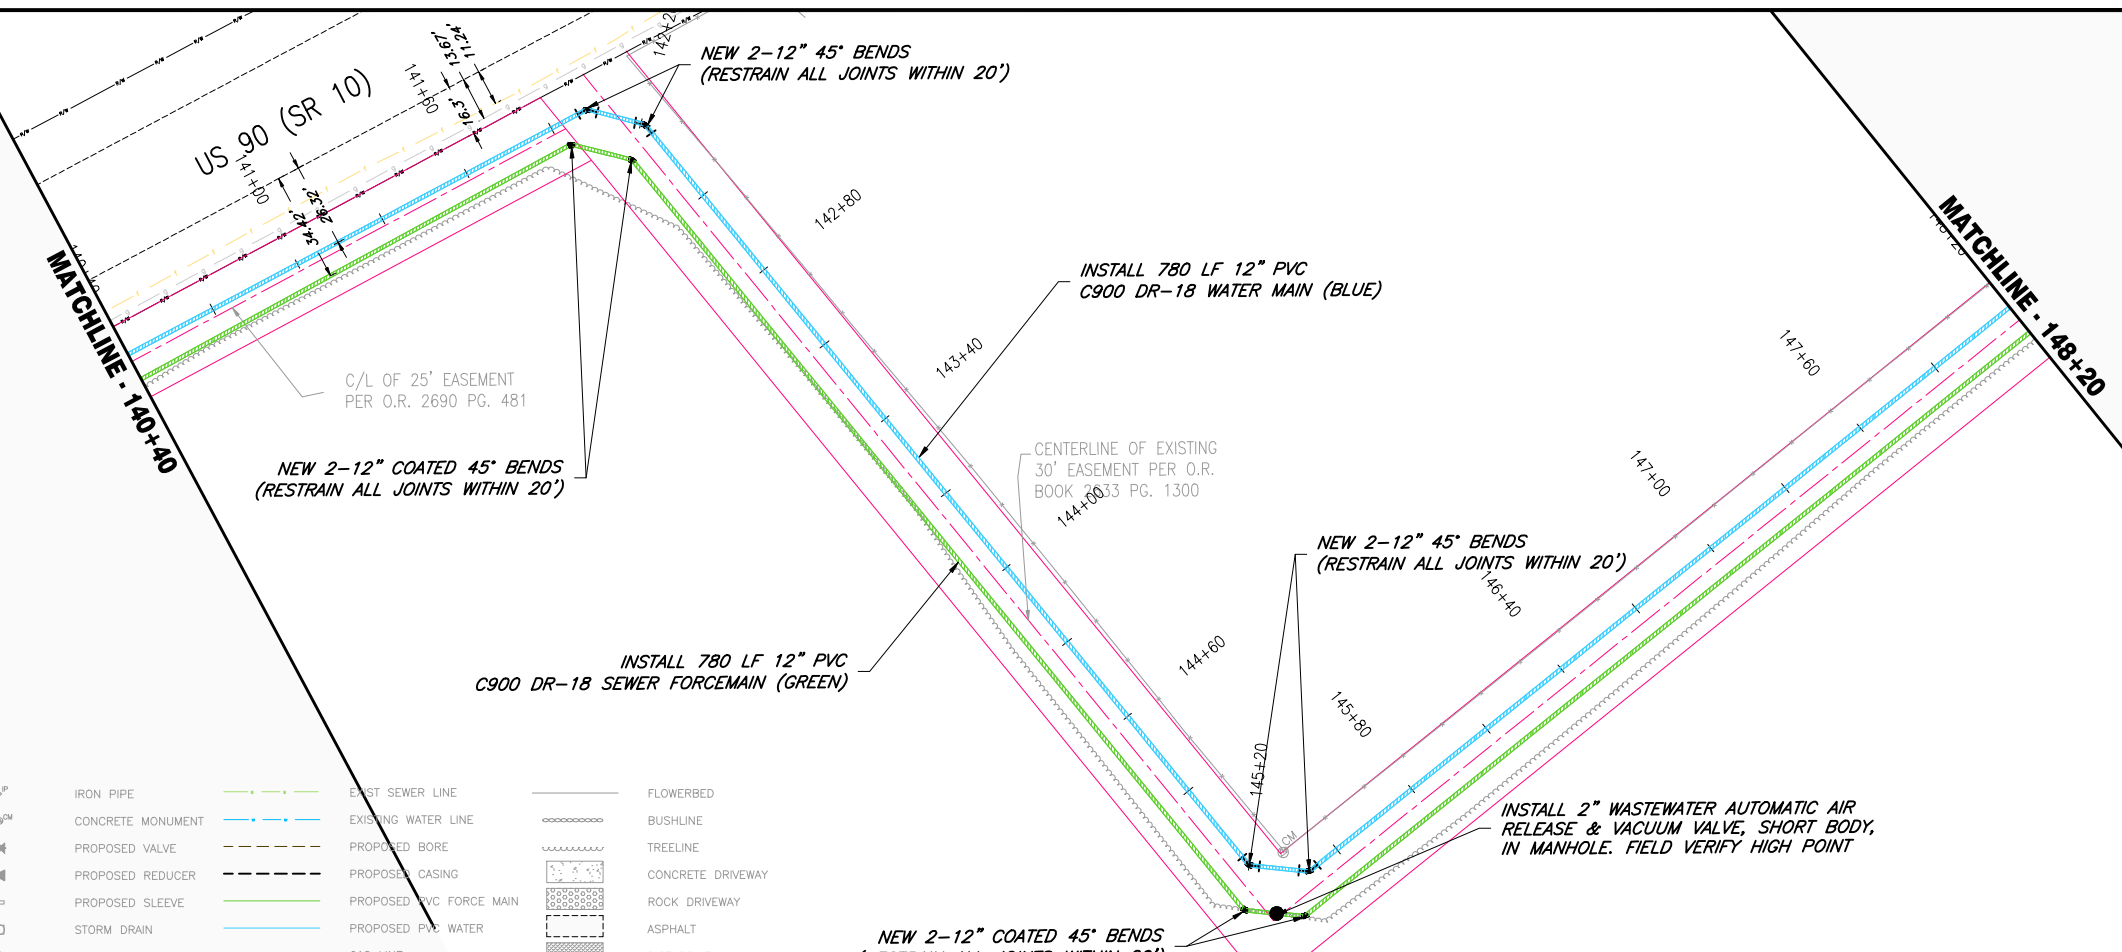 NEW 2-12" 45° BENDS
(RESTRAIN ALL JOINTS WITHIN 20')
11.24'
13.67'
16.3'
141+60
US 90 (SR 10)
141+00
26.32'
34.42'
MATCHLINE - 140+40
142+80
INSTALL 780 LF 12" PVC
C900 DR-18 WATER MAIN (BLUE)
143+40
MATCHLINE - 148+20
147+60
C/L OF 25' EASEMENT
PER O.R. 2690 PG. 481
NEW 2-12" COATED 45° BENDS
(RESTRAIN ALL JOINTS WITHIN 20')
CENTERLINE OF EXISTING
30' EASEMENT PER O.R.
BOOK 2633 PG. 1300
144+00
147+00
NEW 2-12" 45° BENDS
(RESTRAIN ALL JOINTS WITHIN 20')
146+40
INSTALL 780 LF 12" PVC
C900 DR-18 SEWER FORCEMAIN (GREEN)
144+60
145+80
145+20
CM
INSTALL 2" WASTEWATER AUTOMATIC AIR
RELEASE & VACUUM VALVE, SHORT BODY,
IN MANHOLE. FIELD VERIFY HIGH POINT
NEW 2-12" COATED 45° BENDS
IP
IRON PIPE
CM
CONCRETE MONUMENT
PROPOSED VALVE
PROPOSED REDUCER
PROPOSED SLEEVE
STORM DRAIN
EXIST SEWER LINE
EXISTING WATER LINE
PROPOSED BORE
PROPOSED CASING
PROPOSED PVC FORCE MAIN
PROPOSED PVC WATER
FLOWERBED
BUSHLINE
TREELINE
CONCRETE DRIVEWAY
ROCK DRIVEWAY
ASPHALT